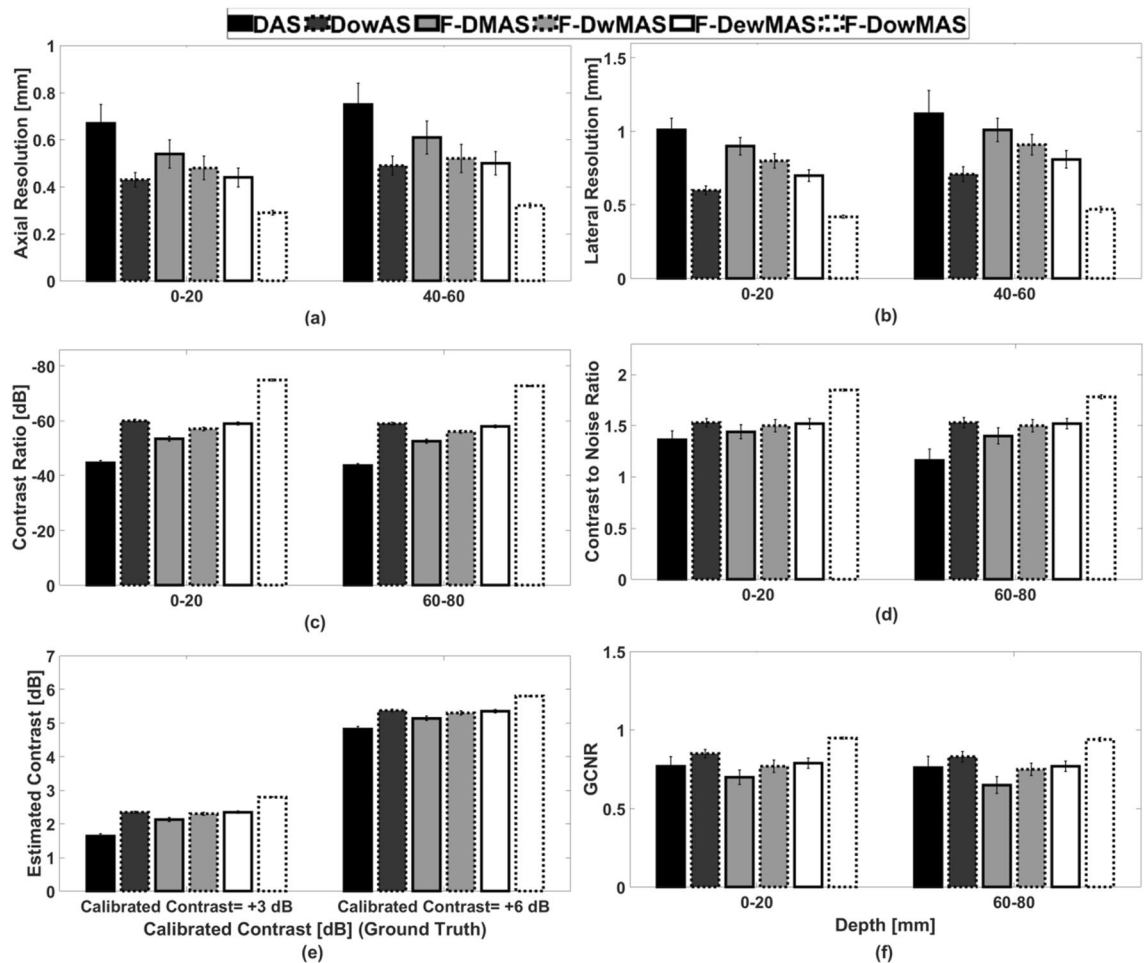 DAS DowAS F-DMAS F-DwMAS F-DewMAS F-DowMAS
Axial Resolution [mm]
1
0.8
0.6
0.4
0.2
0
0-20 40-60
(a)
Lateral Resolution [mm]
1.5
1
0.5
0
0-20 40-60
(b)
Contrast Ratio [dB]
-80
-60
-40
-20
0
0-20 60-80
(c)
Contrast to Noise Ratio
2
1.5
1
0.5
0
0-20 60-80
(d)
Estimated Contrast [dB]
7
6
5
4
3
2
1
0
Calibrated Contrast= +3 dB Calibrated Contrast= +6 dB
Calibrated Contrast [dB] (Ground Truth)
(e)
GCNR
1.5
1
0.5
0
0-20 60-80
Depth [mm]
(f)